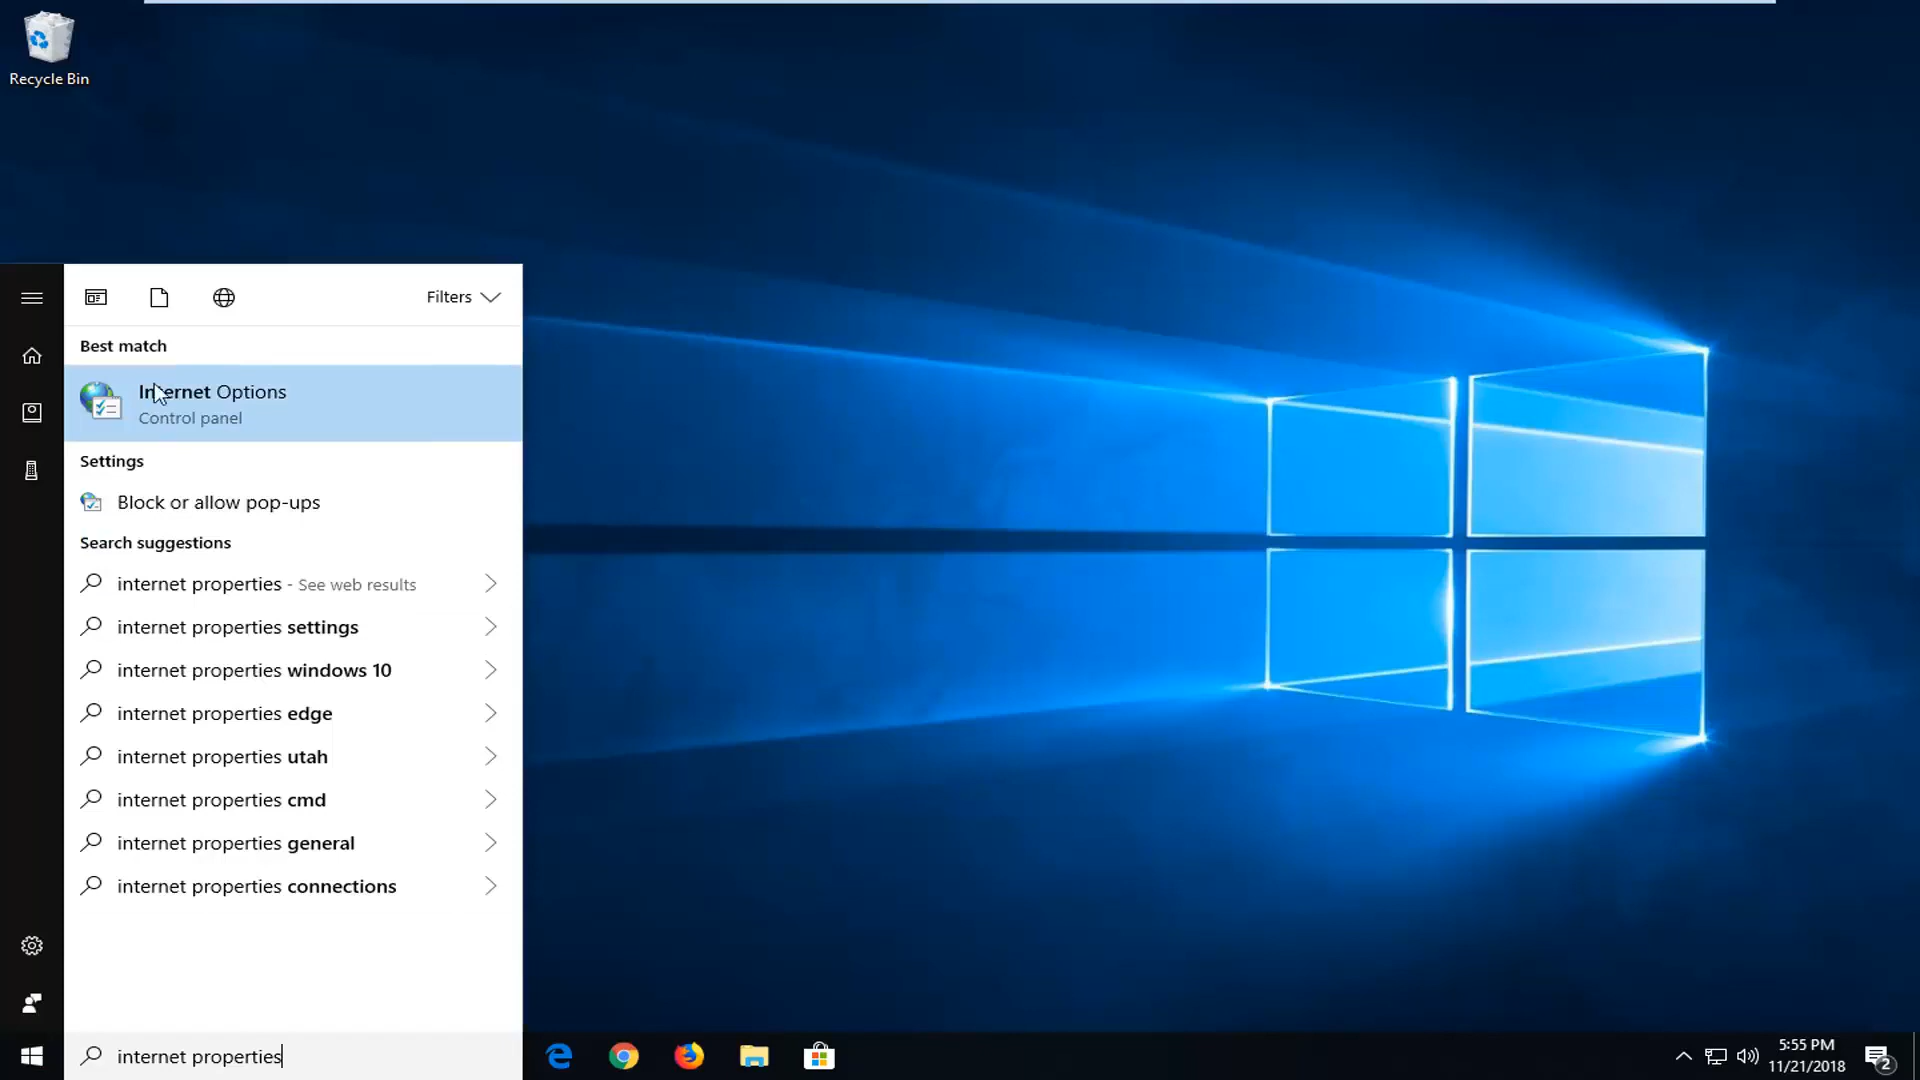 Recycle Bin
Filters
Best match
Internet Options
Control panel
Settings
Block or allow pop-ups
Search suggestions
internet properties - See web results
internet properties settings
internet properties windows 10
internet properties edge
internet properties utah
internet properties cmd
internet properties general
internet properties connections
internet properties
5:55 PM
11/21/2018
2